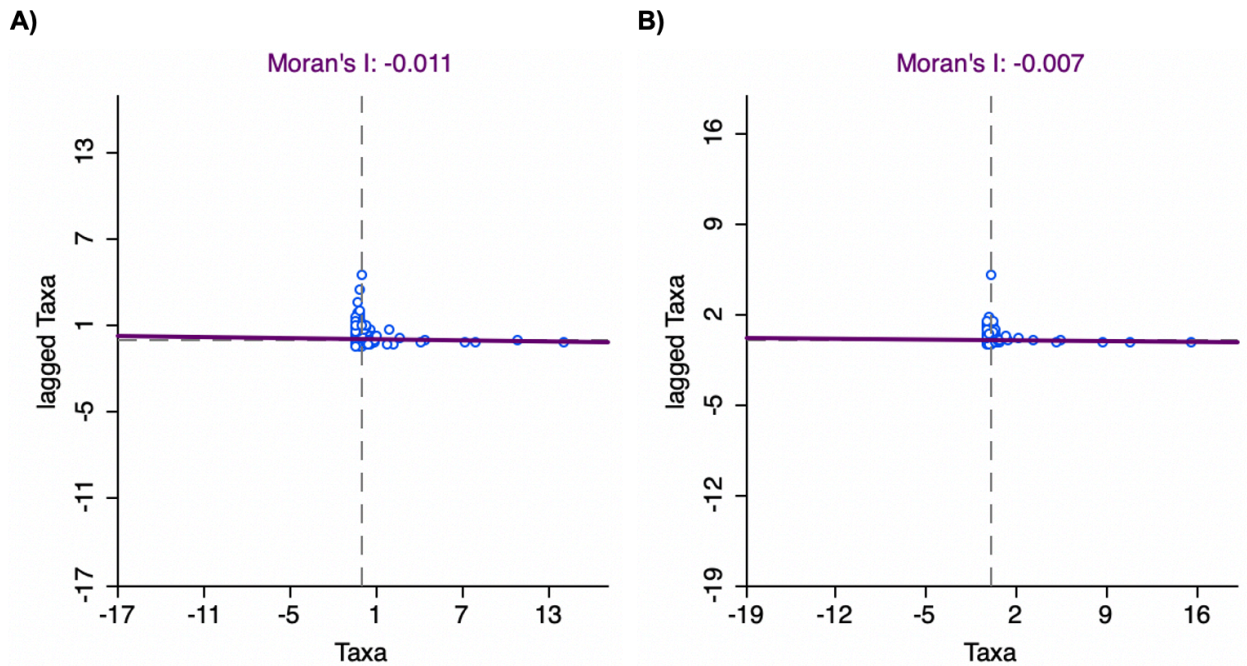 A)
Moran's I: -0.011
13
7
1
-5
-11
-17
lagged Taxa
-17 -11 -5 1 7 13
Taxa
B)
Moran's I: -0.007
16
9
2
-5
-12
-19
lagged Taxa
-19 -12 -5 2 9 16
Taxa